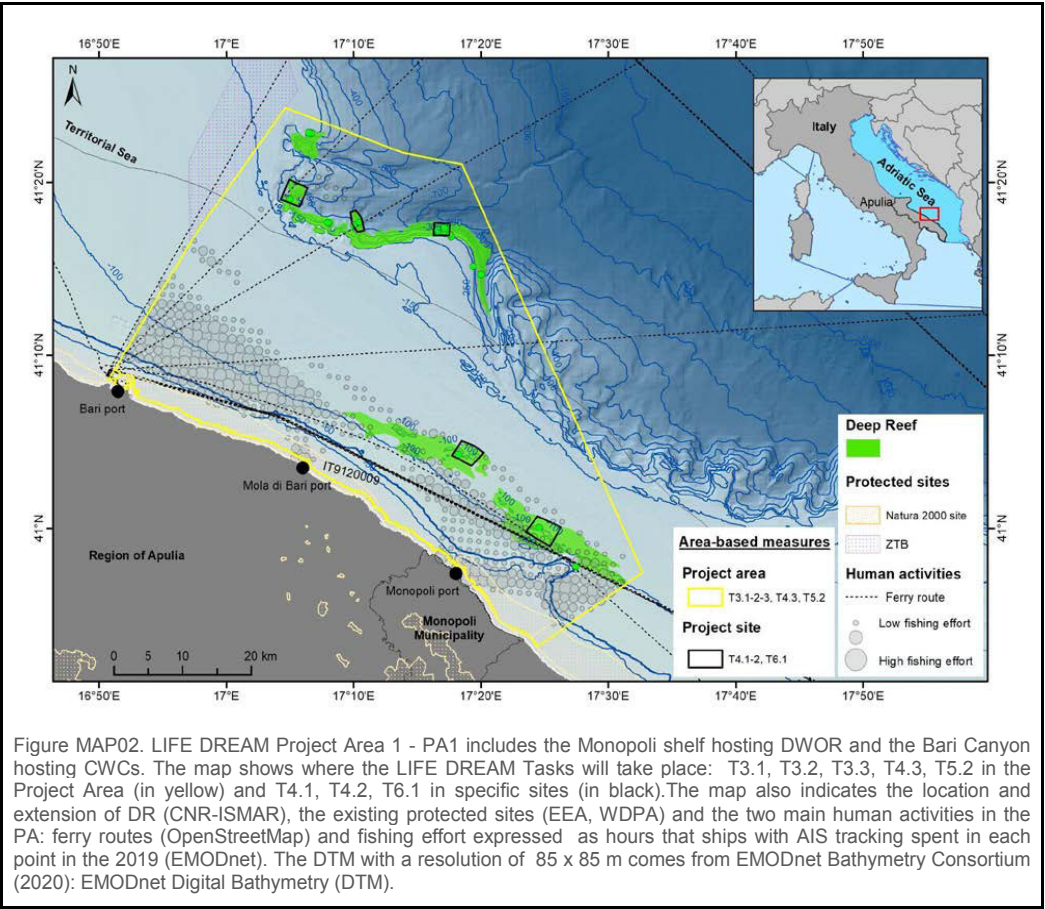 16°50'E 17°E 17°10'E 17°20'E 17°30'E 17°40'E 17°50'E
N
Territorial Sea
41°20'N
41°20'N
41°10'N
41°10'N
41°N
41°N
Italy
Adriatic Sea
Apulia
-400
-100
-150
-700
250
-100
-100
-100
-100
-100
Bari port
Mola di Bari port
IT9120009
Region of Apulia
Monopoli port
Monopoli
Municipality
0 5 10 20 km
Area-based measures
Project area
T3.1-2-3, T4.3, T5.2
Project site
T4.1-2, T6.1
Deep Reef
Protected sites
Natura 2000 site
ZTB
Human activities
Ferry route
Low fishing effort
High fishing effort
16°50'E 17°E 17°10'E 17°20'E 17°30'E 17°40'E 17°50'E
Figure MAP02. LIFE DREAM Project Area 1 - PA1 includes the Monopoli shelf hosting DWOR and the Bari Canyon
hosting CWCs. The map shows where the LIFE DREAM Tasks will take place: T3.1, T3.2, T3.3, T4.3, T5.2 in the
Project Area (in yellow) and T4.1, T4.2, T6.1 in specific sites (in black).The map also indicates the location and
extension of DR (CNR-ISMAR), the existing protected sites (EEA, WDPA) and the two main human activities in the
PA: ferry routes (OpenStreetMap) and fishing effort expressed as hours that ships with AIS tracking spent in each
point in the 2019 (EMODnet). The DTM with a resolution of 85 x 85 m comes from EMODnet Bathymetry Consortium
(2020): EMODnet Digital Bathymetry (DTM).